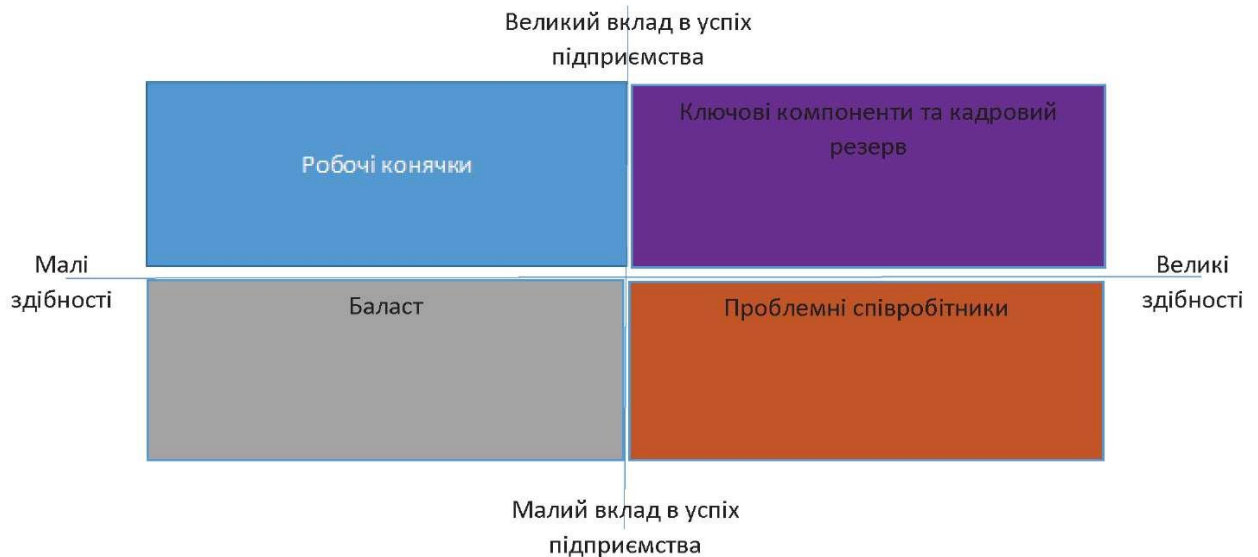 Великий вклад в успіх
підприємства
Робочі конячки
Ключові компоненти та кадровий
резерв
Малі
здібності
Великі
здібності
Баласт
Проблемні співробітники
Малий вклад в успіх
підприємства